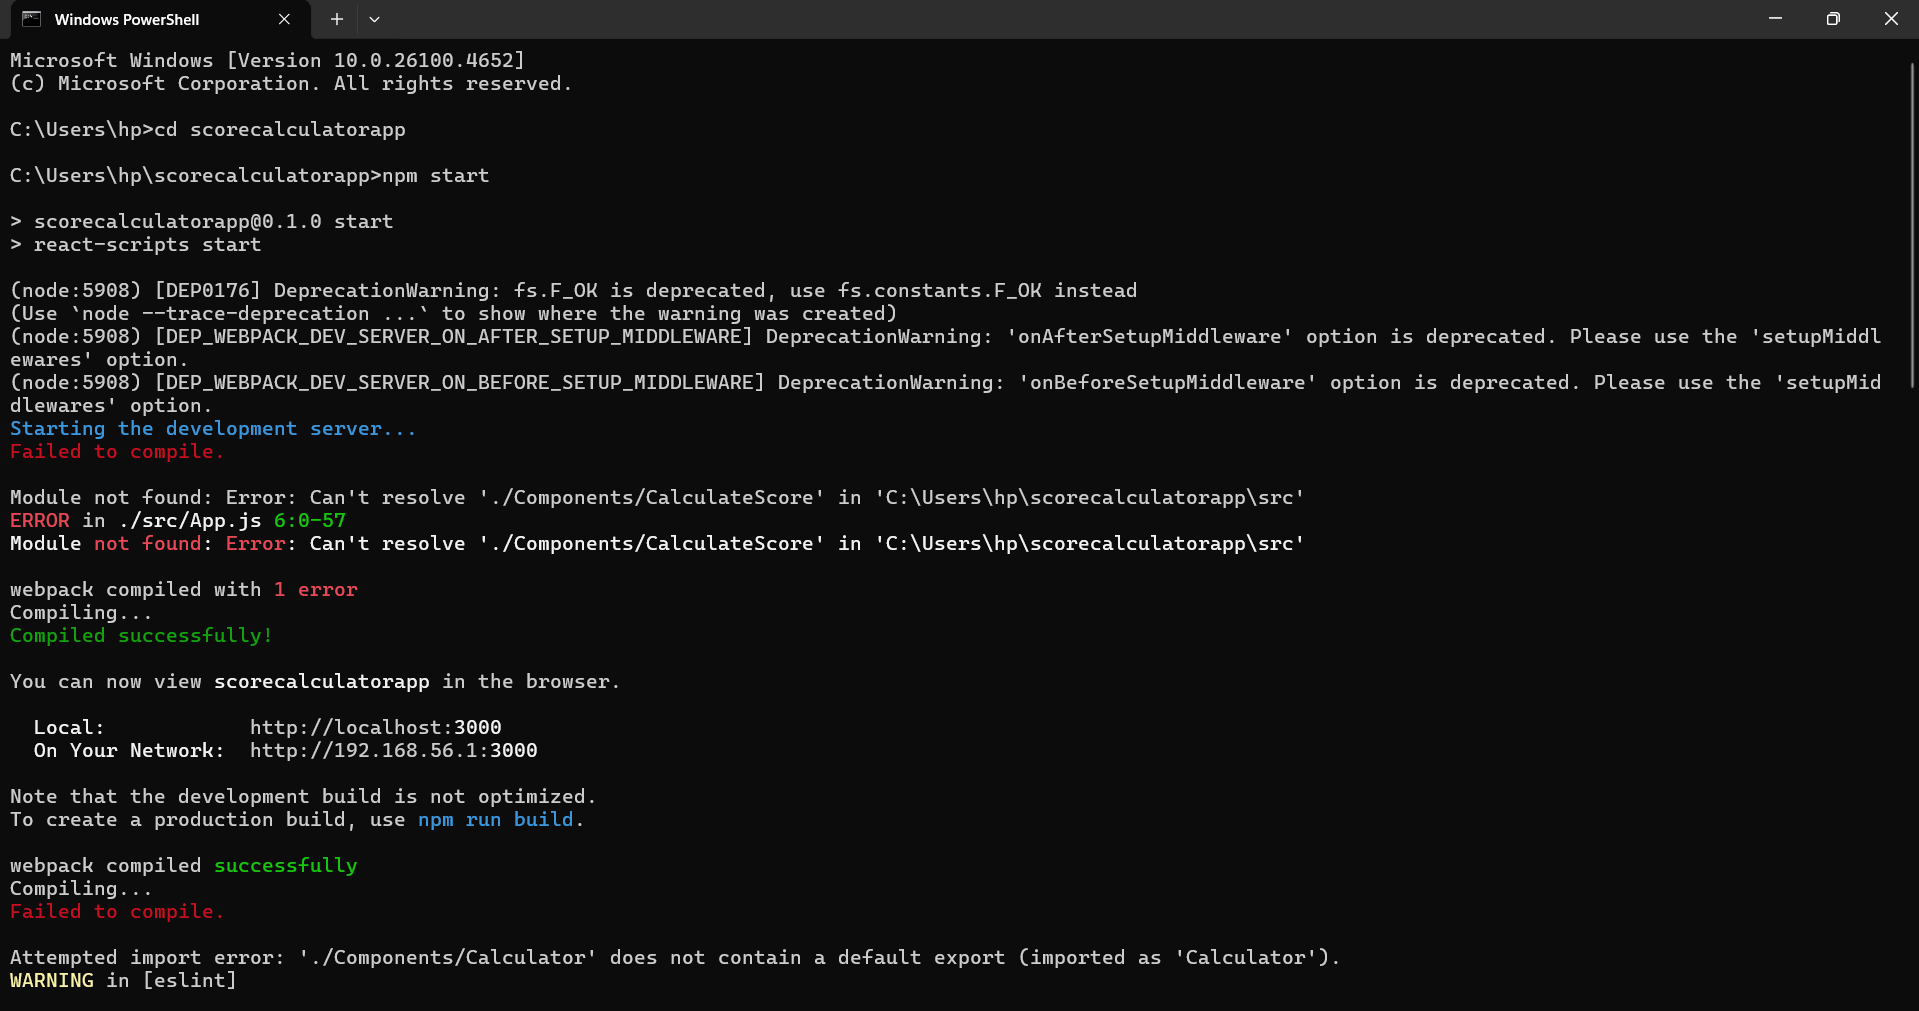 Windows PowerShell
Microsoft Windows [Version 10.0.26100.4652]
(c) Microsoft Corporation. All rights reserved.
C:\Users\hp>cd scorecalculatorapp
C:\Users\hp\scorecalculatorapp>npm start
> scorecalculatorapp@0.1.0 start
> react-scripts start
(node:5908) [DEP0176] DeprecationWarning: fs.F_OK is deprecated, use fs.constants.F_OK instead
(Use `node --trace-deprecation ...` to show where the warning was created)
(node:5908) [DEP_WEBPACK_DEV_SERVER_ON_AFTER_SETUP_MIDDLEWARE] DeprecationWarning: 'onAfterSetupMiddleware' option is deprecated. Please use the 'setupMiddl
ewares' option.
(node:5908) [DEP_WEBPACK_DEV_SERVER_ON_BEFORE_SETUP_MIDDLEWARE] DeprecationWarning: 'onBeforeSetupMiddleware' option is deprecated. Please use the 'setupMid
dlewares' option.
Starting the development server...
Failed to compile.
Module not found: Error: Can't resolve './Components/CalculateScore' in 'C:\Users\hp\scorecalculatorapp\src'
ERROR in ./src/App.js 6:0-57
Module not found: Error: Can't resolve './Components/CalculateScore' in 'C:\Users\hp\scorecalculatorapp\src'
webpack compiled with 1 error
Compiling...
Compiled successfully!
You can now view scorecalculatorapp in the browser.
Local: http://localhost:3000
On Your Network: http://192.168.56.1:3000
Note that the development build is not optimized.
To create a production build, use npm run build.
webpack compiled successfully
Compiling...
Failed to compile.
Attempted import error: './Components/Calculator' does not contain a default export (imported as 'Calculator').
WARNING in [eslint]